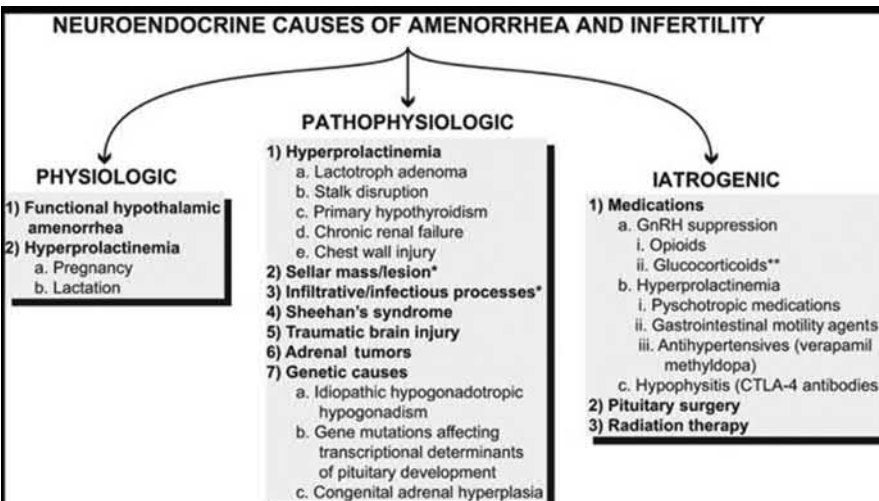 NEUROENDOCRINE CAUSES OF AMENORRHEA AND INFERTILITY
PHYSIOLOGIC
1) Functional hypothalamic
amenorrhea
2) Hyperprolactinemia
a. Pregnancy
b. Lactation
PATHOPHYSIOLOGIC
1) Hyperprolactinemia
a. Lactotroph adenoma
b. Stalk disruption
c. Primary hypothyroidism
d. Chronic renal failure
e. Chest wall injury
2) Sellar mass/lesion*
3) Infiltrative/infectious processes*
4) Sheehan's syndrome
5) Traumatic brain injury
6) Adrenal tumors
7) Genetic causes
a. Idiopathic hypogonadotropic
hypogonadism
b. Gene mutations affecting
transcriptional determinants
of pituitary development
c. Congenital adrenal hyperplasia
IATROGENIC
1) Medications
a. GnRH suppression
i. Opioids
ii. Glucocorticoids**
b. Hyperprolactinemia
i. Pyschotropic medications
ii. Gastrointestinal motility agents
iii. Antihypertensives (verapamil
methyldopa)
c. Hypophysitis (CTLA-4 antibodies
2) Pituitary surgery
3) Radiation therapy